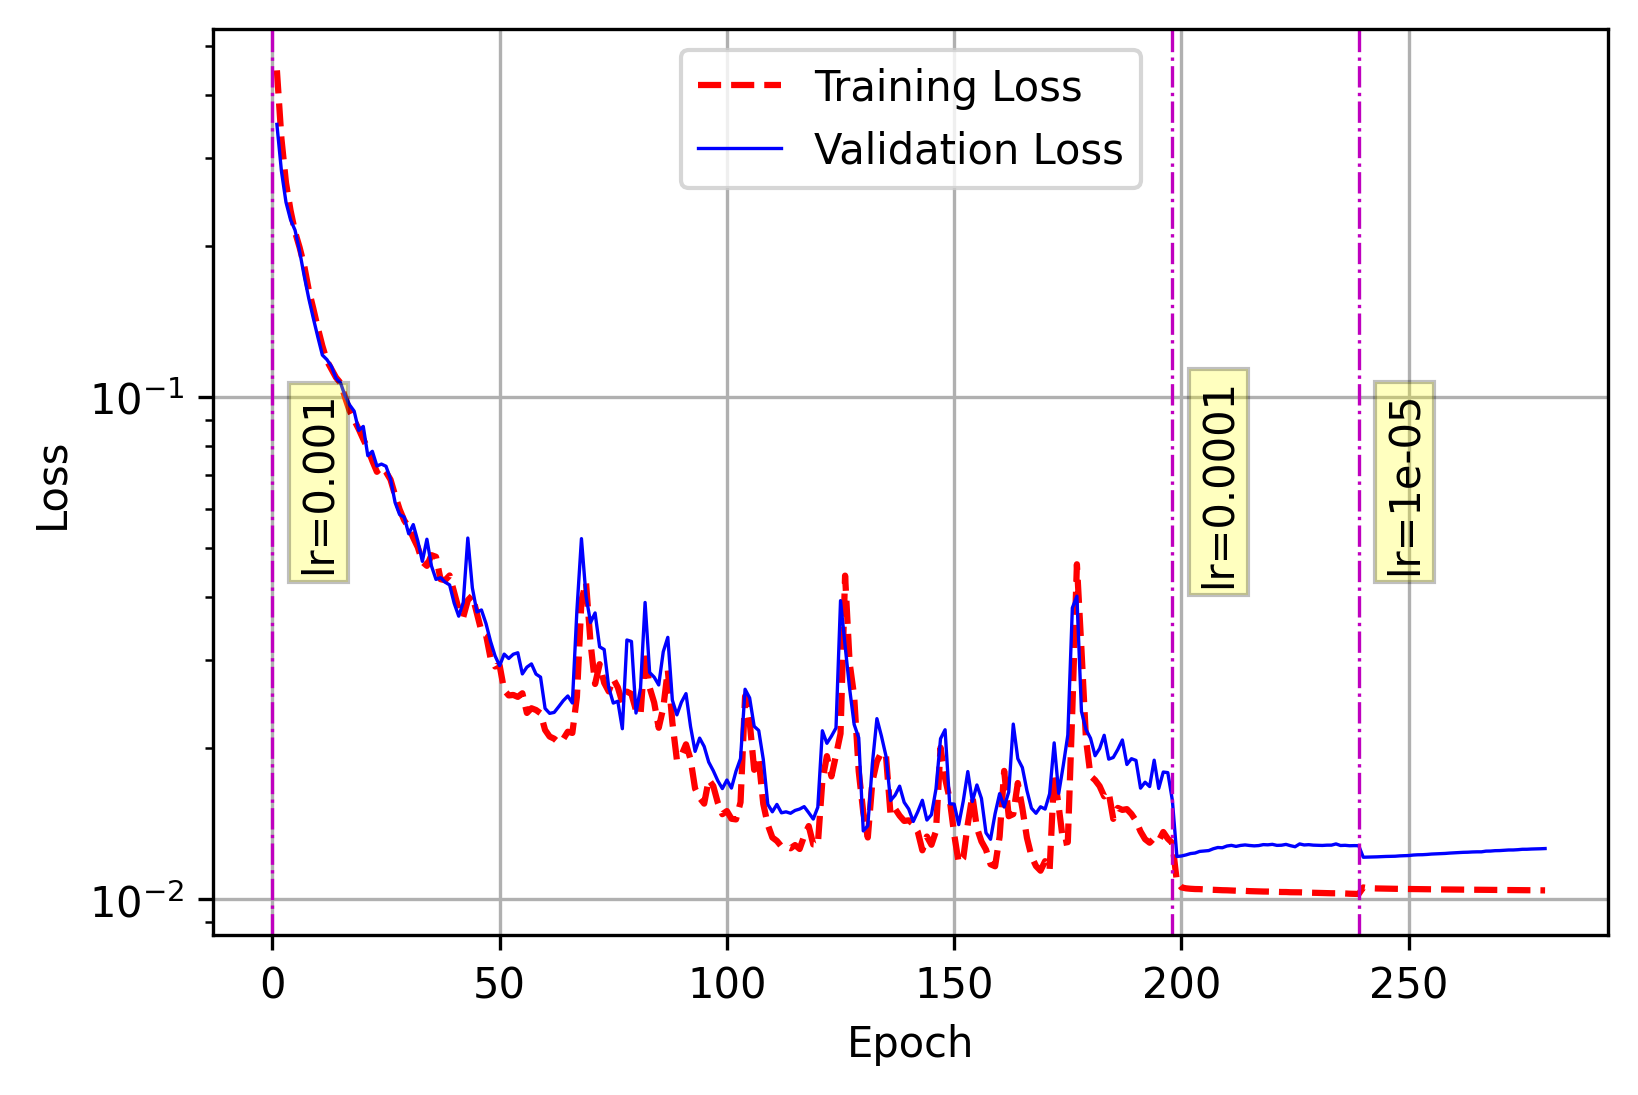 Training Loss
Validation Loss
10⁻¹
10⁻²
Loss
lr=0.001
lr=0.0001
lr=1e-05
0 50 100 150 200 250
Epoch